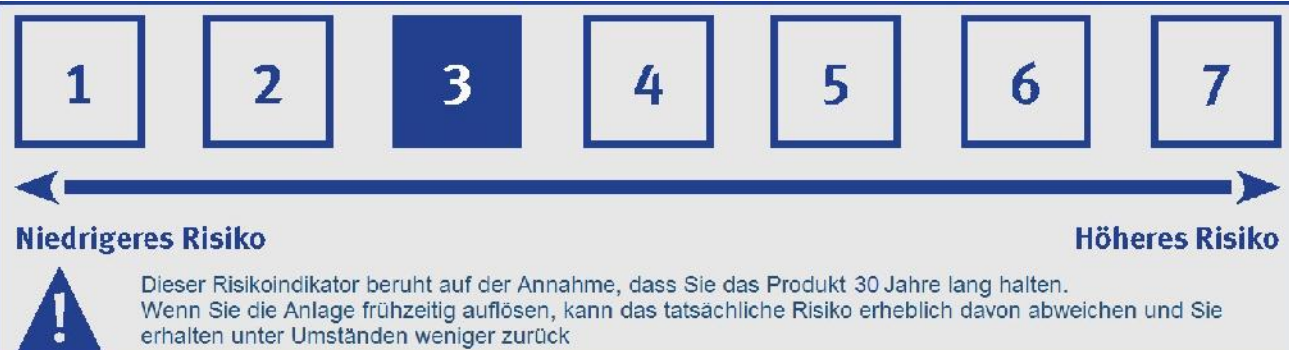 1 2 3 4 5 6 7
Niedrigeres Risiko Höheres Risiko
!
Dieser Risikoindikator beruht auf der Annahme, dass Sie das Produkt 30 Jahre lang halten.
Wenn Sie die Anlage frühzeitig auflösen, kann das tatsächliche Risiko erheblich davon abweichen und Sie
erhalten unter Umständen weniger zurück